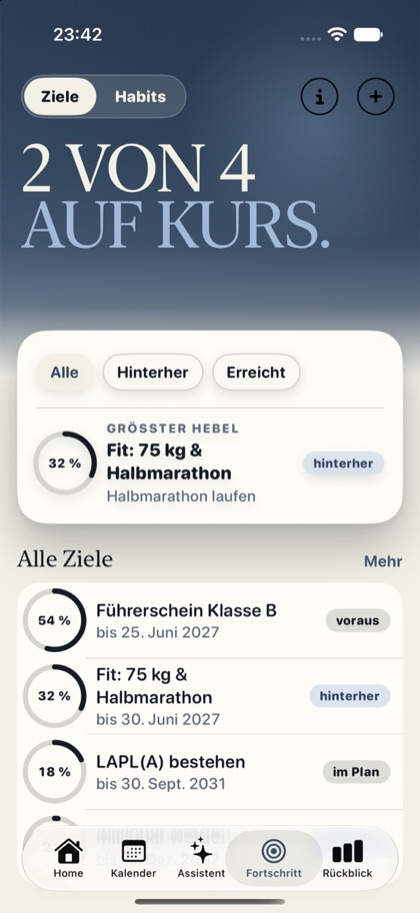 23:42
Ziele
Habits
2 VON 4
AUF KURS.
Alle
Hinterher
Erreicht
GRÖSSTER HEBEL
32 %
Fit: 75 kg &
Halbmarathon
hinterher
Halbmarathon laufen
Alle Ziele
Mehr
54 %
Führerschein Klasse B
voraus
bis 25. Juni 2027
32 %
Fit: 75 kg &
Halbmarathon
hinterher
bis 30. Juni 2027
18 %
LAPL(A) bestehen
im Plan
bis 30. Sept. 2031
Home
Kalender
Assistent
Fortschritt
Rückblick